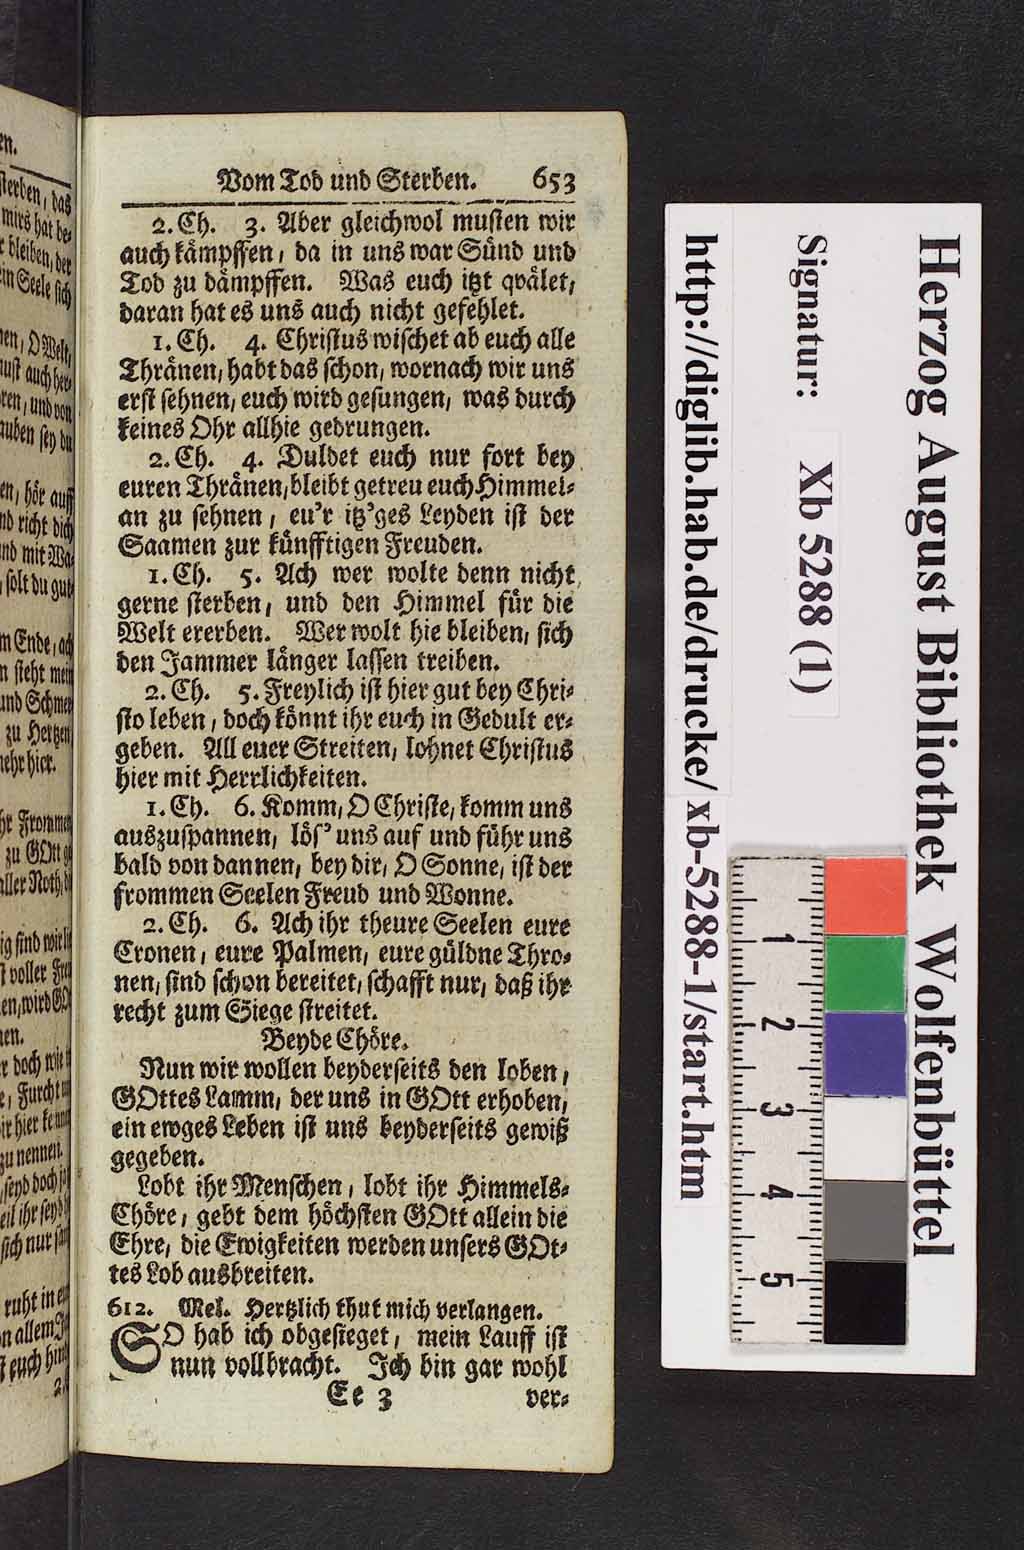 Vom Tod und Sterben. 653
2. Ch. 3. Aber gleichwol musten wir
auch kämpffen, da in uns war Sünd und
Tod zu dämpffen. Was euch itzt qvälet,
daran hat es uns auch nicht gefehlet.
1. Ch. 4. Christus wischet ab euch alle
Thränen, habt das schon, wornach wir uns
erst sehnen, euch wird gesungen, was durch
keines Ohr allhie gedrungen.
2. Ch. 4. Duldet euch nur fort bey
euren Thränen, bleibt getreu euch Himmel-
an zu sehnen, eu'r itz'ges Leyden ist der
Saamen zur künfftigen Freuden.
1. Ch. 5. Ach wer wolte denn nicht
gerne sterben, und den Himmel für die
Welt ererben. Wer wolt hie bleiben, sich
den Jammer länger lassen treiben.
2. Ch. 5. Freylich ist hier gut bey Chri-
sto leben, doch könnt ihr euch in Gedult er-
geben. All euer Streiten, lohnet Christus
hier mit Herrlichkeiten.
1. Ch. 6. Komm, O Christe, komm uns
auszuspannen, lös' uns auf und führ uns
bald von dannen, bey dir, O Sonne, ist der
frommen Seelen Freud und Wonne.
2. Ch. 6. Ach ihr theure Seelen eure
Cronen, eure Palmen, eure güldne Thro-
nen, sind schon bereitet, schafft nur, daß ihr
recht zum Siege streitet.
Beyde Chöre.
Nun wir wollen beyderseits den loben,
GOttes Lamm, der uns in GOtt erhoben,
ein ewges Leben ist uns beyderseits gewiß
gegeben.
Lobt ihr Menschen, lobt ihr Himmels-
Chöre, gebt dem höchsten GOtt allein die
Ehre, die Ewigkeiten werden unsers GOt-
tes Lob ausbreiten.
612. Mel. Hertzlich thut mich verlangen.
SO hab ich obgesieget, mein Lauff ist
nun vollbracht. Ich bin gar wohl
Ee 3 ver-
Herzog August Bibliothek Wolfenbüttel
Signatur: Xb 5288 (1)
http://diglib.hab.de/drucke/xb-5288-1/start.htm
1
2
3
4
5